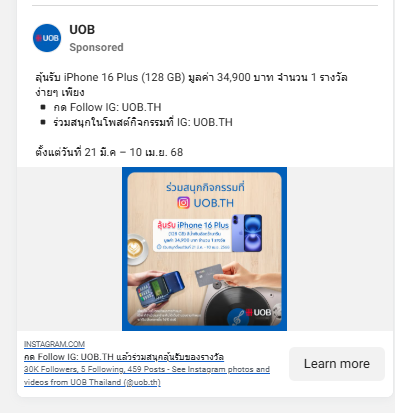 UOB
UOB
Sponsored
ลุ้นรับ iPhone 16 Plus (128 GB) มูลค่า 34,900 บาท จำนวน 1 รางวัล
ง่ายๆ เพียง
กด Follow IG: UOB.TH
ร่วมสนุกในโพสต์กิจกรรมที่ IG: UOB.TH
ตั้งแต่วันที่ 21 มี.ค – 10 เม.ย. 68
ร่วมสนุกกิจกรรมที่
UOB.TH
ลุ้นรับ iPhone 16 Plus
มูลค่า 34,900 บาท จำนวน 1 รางวัล
UOB
INSTAGRAM.COM
กด Follow IG: UOB.TH แล้วร่วมสนุกลุ้นรับของรางวัล
30K Followers, 5 Following, 459 Posts - See Instagram photos and
videos from UOB Thailand (@uob.th)
Learn more